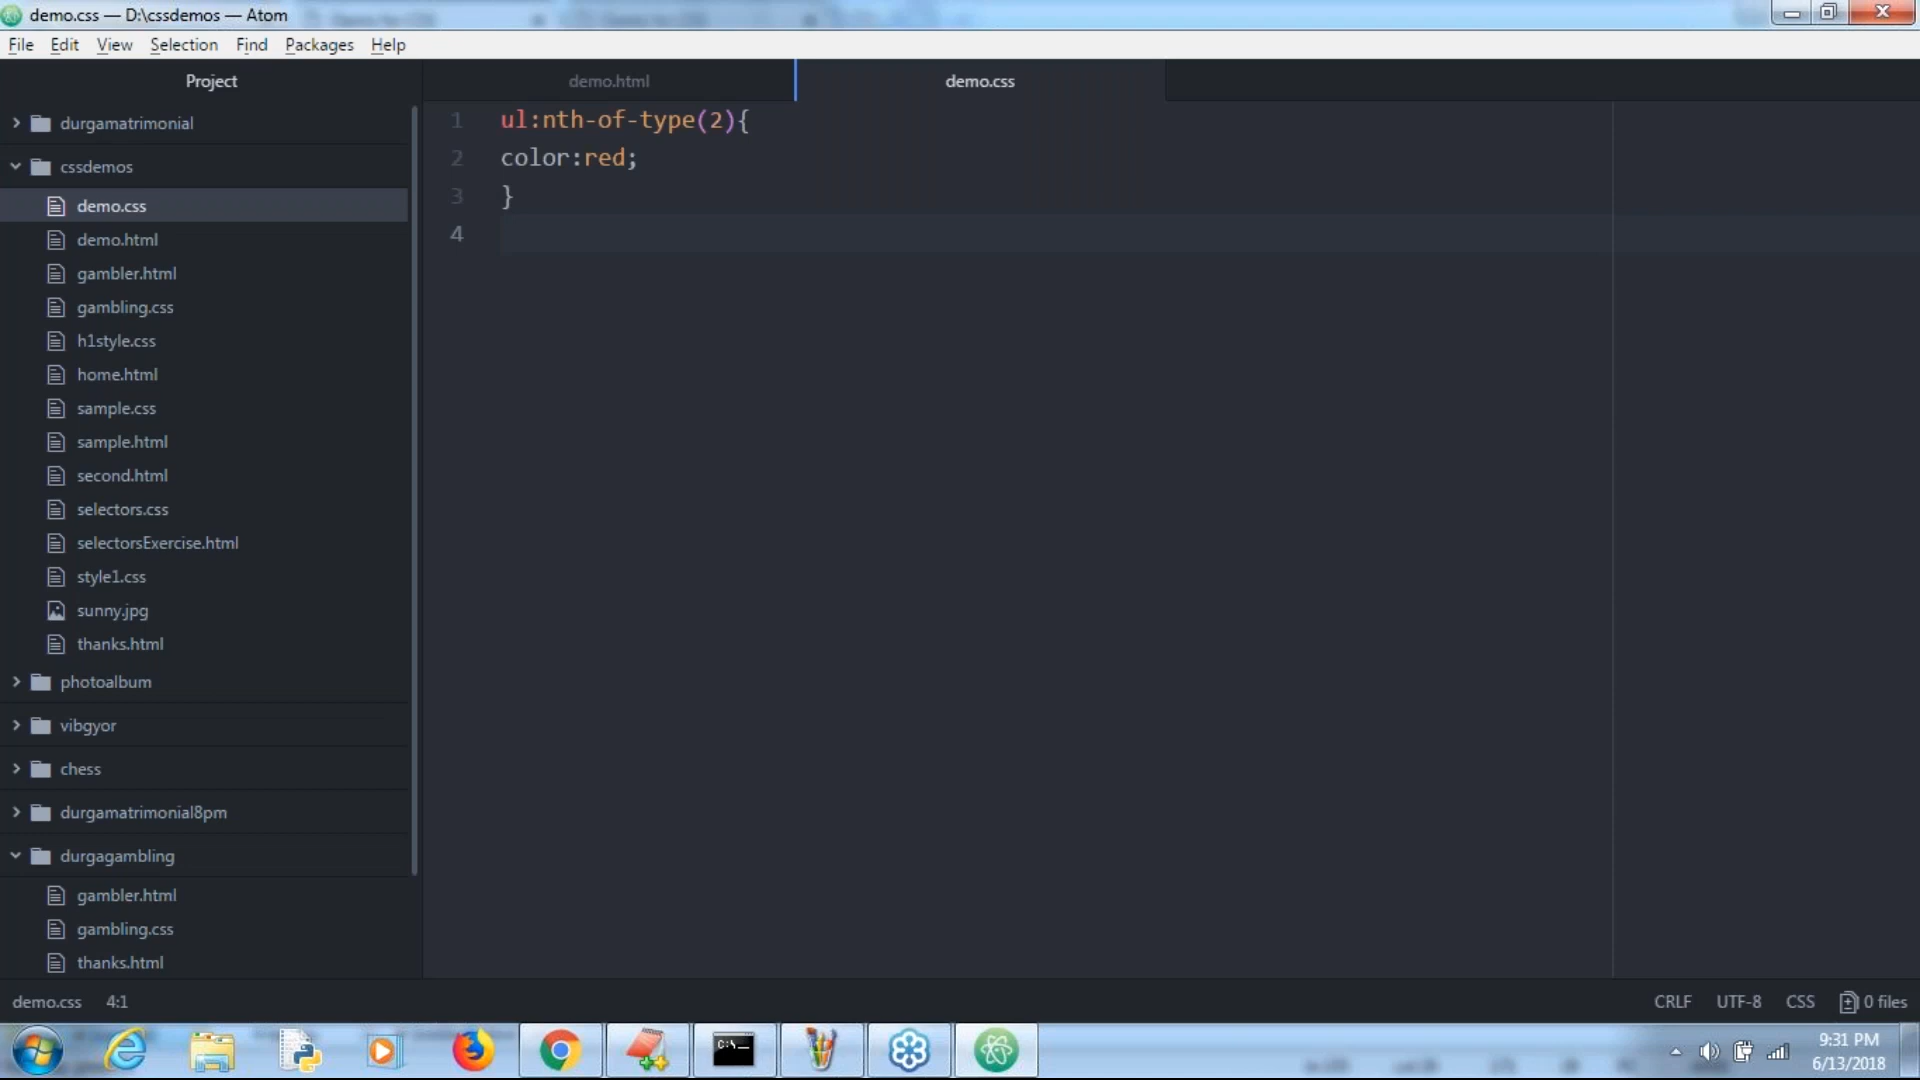 demo.css — D:\cssdemos — Atom
File Edit View Selection Find Packages Help
Project
demo.html
demo.css
durgamatrimonial
cssdemos
demo.css
demo.html
gambler.html
gambling.css
h1style.css
home.html
sample.css
sample.html
second.html
selectors.css
selectorsExercise.html
style1.css
sunny.jpg
thanks.html
photoalbum
vibgyor
chess
durgamatrimonial8pm
durgagambling
gambler.html
gambling.css
thanks.html
1 ul:nth-of-type(2){
2 color:red;
3 }
4
demo.css 4:1
CRLF UTF-8 CSS 0 files
C:\
9:31 PM
6/13/2018